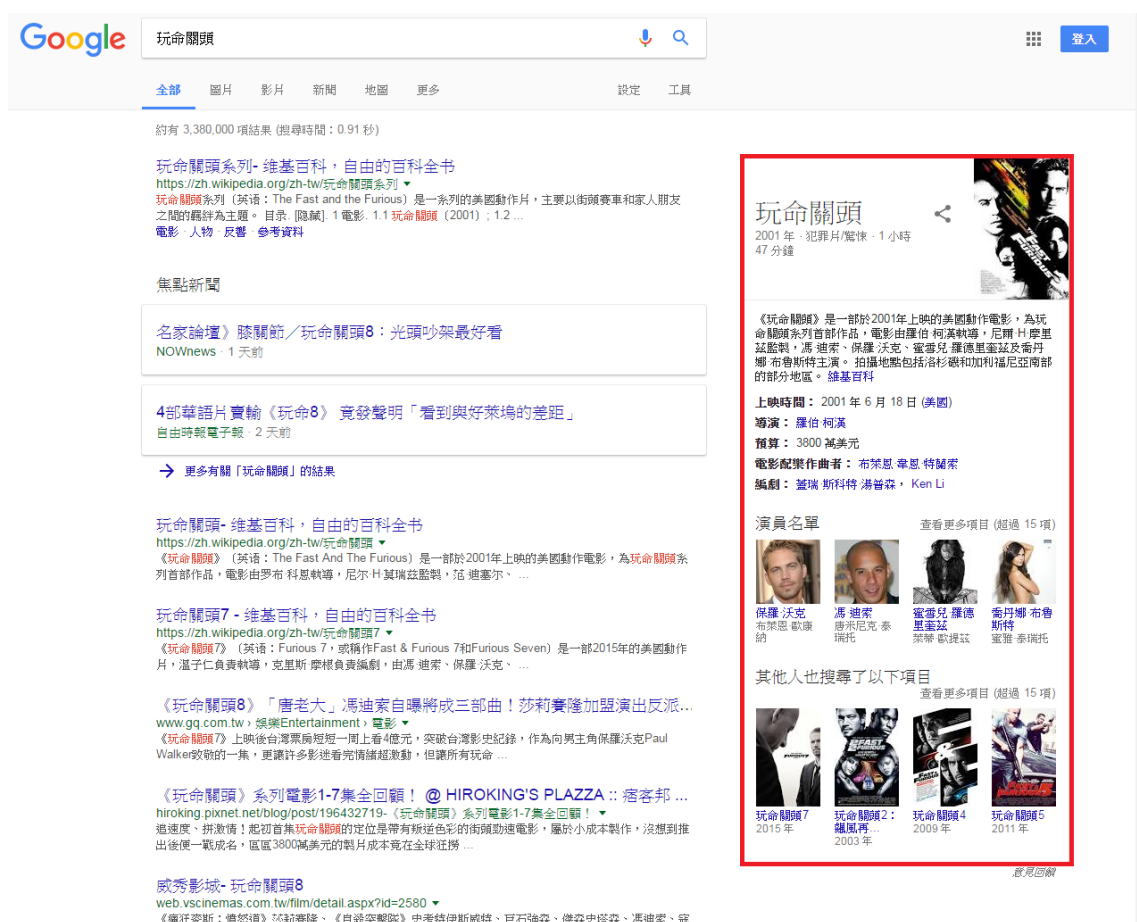 Google
玩命關頭
登入
全部 圖片 影片 新聞 地圖 更多 設定 工具
約有 3,380,000 項結果 (搜尋時間：0.91 秒)
玩命關頭系列- 维基百科，自由的百科全书
https://zh.wikipedia.org/zh-tw/玩命關頭系列
玩命關頭系列（英语：The Fast and the Furious）是一系列的美國動作片，主要以街頭賽車和家人朋友
之間的羈絆為主題。 目录. [隐藏]. 1 電影. 1.1 玩命關頭（2001）; 1.2 ...
電影 · 人物 · 反響 · 參考資料
焦點新聞
名家論壇》膝關節／玩命關頭8：光頭吵架最好看
NOWnews · 1 天前
4部華語片賣輸《玩命8》 竟發聲明「看到與好萊塢的差距」
自由時報電子報 · 2 天前
更多有關「玩命關頭」的結果
玩命關頭- 维基百科，自由的百科全书
https://zh.wikipedia.org/zh-tw/玩命關頭
《玩命關頭》（英语：The Fast And The Furious）是一部於2001年上映的美國動作電影，為玩命關頭系
列首部作品，電影由罗布·科恩執導，尼尔·H·莫瑞兹監製，范·迪塞尔、 ...
玩命關頭7 - 维基百科，自由的百科全书
https://zh.wikipedia.org/zh-tw/玩命關頭7
《玩命關頭7》（英语：Furious 7，或稱作Fast & Furious 7和Furious Seven）是一部2015年的美國動作
片，溫子仁負責執導，克里斯·摩根負責編劇，由馮·迪索、保羅·沃克、 ...
《玩命關頭8》「唐老大」馮迪索自曝將成三部曲！莎莉賽隆加盟演出反派...
www.gq.com.tw › 娛樂Entertainment › 電影
《玩命關頭7》上映後台灣票房短短一周上看4億元，突破台灣影史紀錄，作為向男主角保羅沃克Paul
Walker致敬的一集，更讓許多影迷看完情緒超激動，但讓所有玩命 ...
《玩命關頭》系列電影1-7集全回顧！ @ HIROKING'S PLAZZA :: 痞客邦 ...
hiroking.pixnet.net/blog/post/196432719-《玩命關頭》系列電影1-7集全回顧！
追速度、拼激情！起初首集玩命關頭的定位是帶有叛逆色彩的街頭勁速電影，屬於小成本製作，沒想到推
出後便一戰成名，區區3800萬美元的製片成本竟在全球狂撈 ...
威秀影城- 玩命關頭8
web.vscinemas.com.tw/film/detail.aspx?id=2580
《瘋狂麥斯：憤怒道》莎莉賽隆、《自殺突擊隊》史考特伊斯威特、巨石強森、傑森史塔森、馮迪索、寇
玩命關頭
2001 年 · 犯罪片/驚悚 · 1 小時
47 分鐘
《玩命關頭》是一部於2001年上映的美國動作電影，為玩
命關頭系列首部作品，電影由羅伯·柯漢執導，尼爾·H·摩里
茲監製，馮·迪索、保羅·沃克、蜜雪兒·羅德里奎茲及喬丹
娜·布魯斯特主演。 拍攝地點包括洛杉磯和加利福尼亞南部
的部分地區。 維基百科
上映時間： 2001 年 6 月 18 日 (美國)
導演： 羅伯·柯漢
預算： 3800 萬美元
電影配樂作曲者： 布萊恩·韋恩·特蘭索
編劇： 蓋瑞·斯科特·湯普森， Ken Li
演員名單 查看更多項目 (超過 15 項)
保羅·沃克
布萊恩·歐康
納
馮·迪索
唐米尼克·泰
瑞托
蜜雪兒·羅德
里奎茲
萊蒂·歐提茲
喬丹娜·布魯
斯特
蜜雅·泰瑞托
其他人也搜尋了以下項目
查看更多項目 (超過 15 項)
玩命關頭7
2015 年
玩命關頭2：
飆風再...
2003 年
玩命關頭4
2009 年
玩命關頭5
2011 年
意見回饋